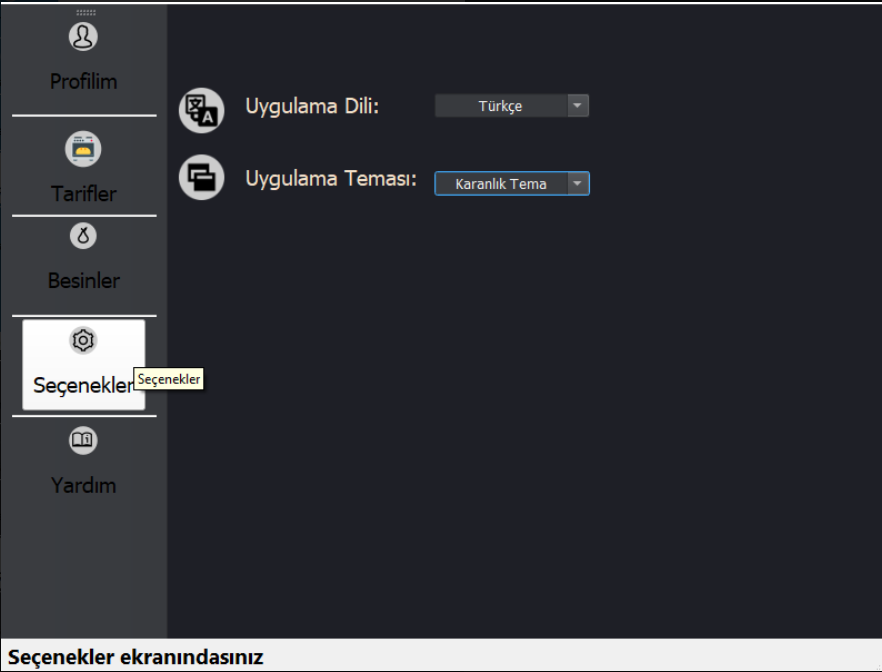 Profilim
Tarifler
Besinler
Seçenekler
Seçenekler
Yardım
Uygulama Dili:
Türkçe
Uygulama Teması:
Karanlık Tema
Seçenekler ekranındasınız